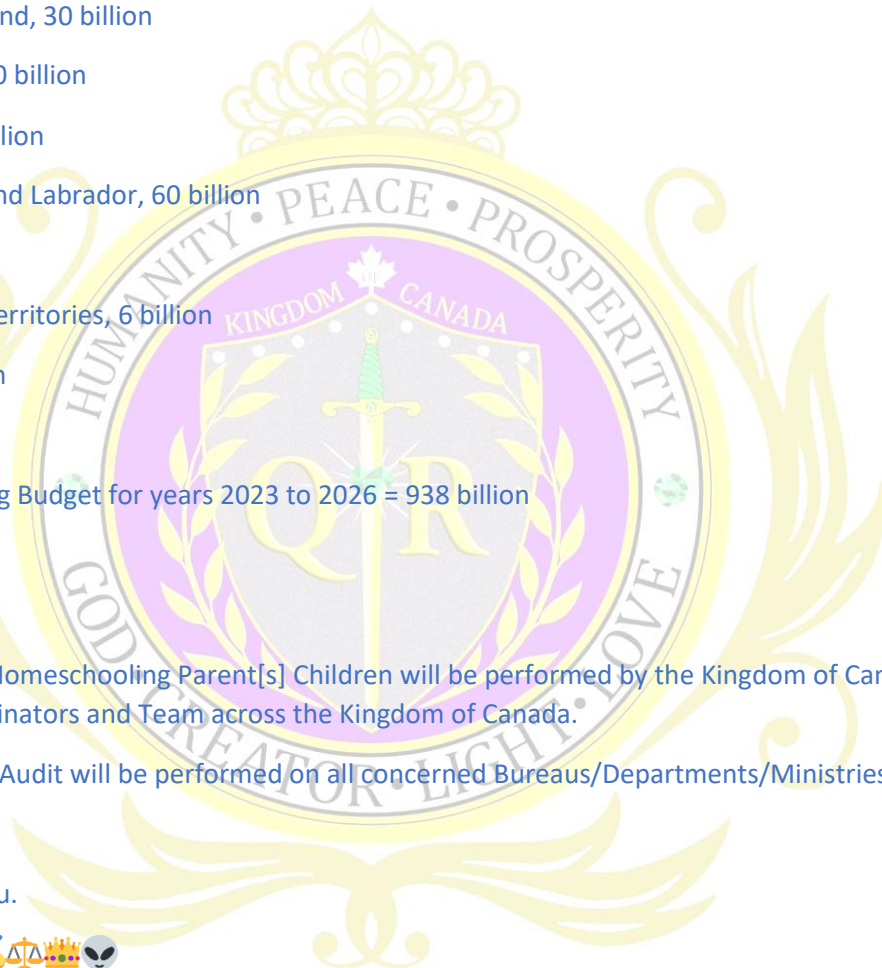 nd, 30 billion
0 billion
lion
nd Labrador, 60 billion
erritories, 6 billion
n
g Budget for years 2023 to 2026 = 938 billion
Homeschooling Parent[s] Children will be performed by the Kingdom of Can
inators and Team across the Kingdom of Canada.
Audit will be performed on all concerned Bureaus/Departments/Ministries
u.
HUMANITY • PEACE • PROSPERITY
KINGDOM CANADA
Q R
GOD • CREATOR • LIGHT • LOVE